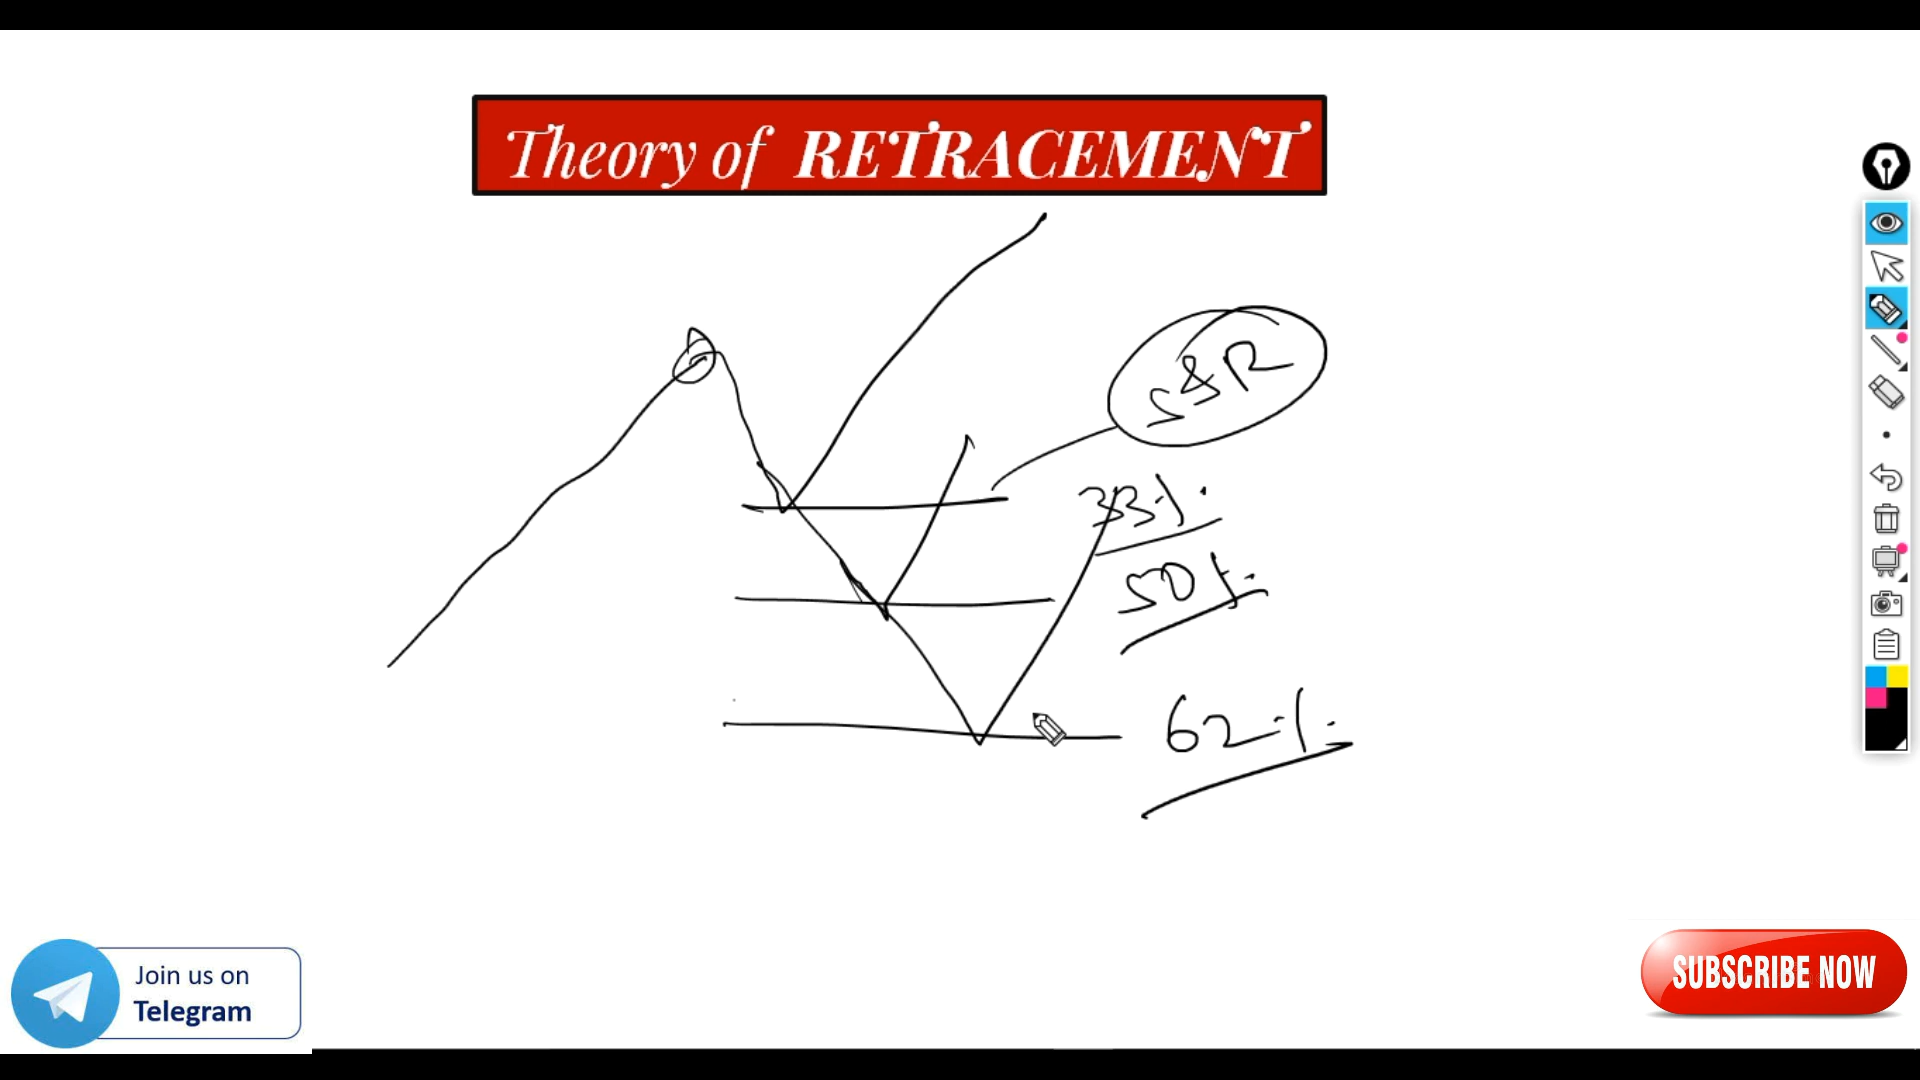 Theory of RETRACEMENT
S&R
33%
50%
62%
Join us on
Telegram
SUBSCRIBE NOW